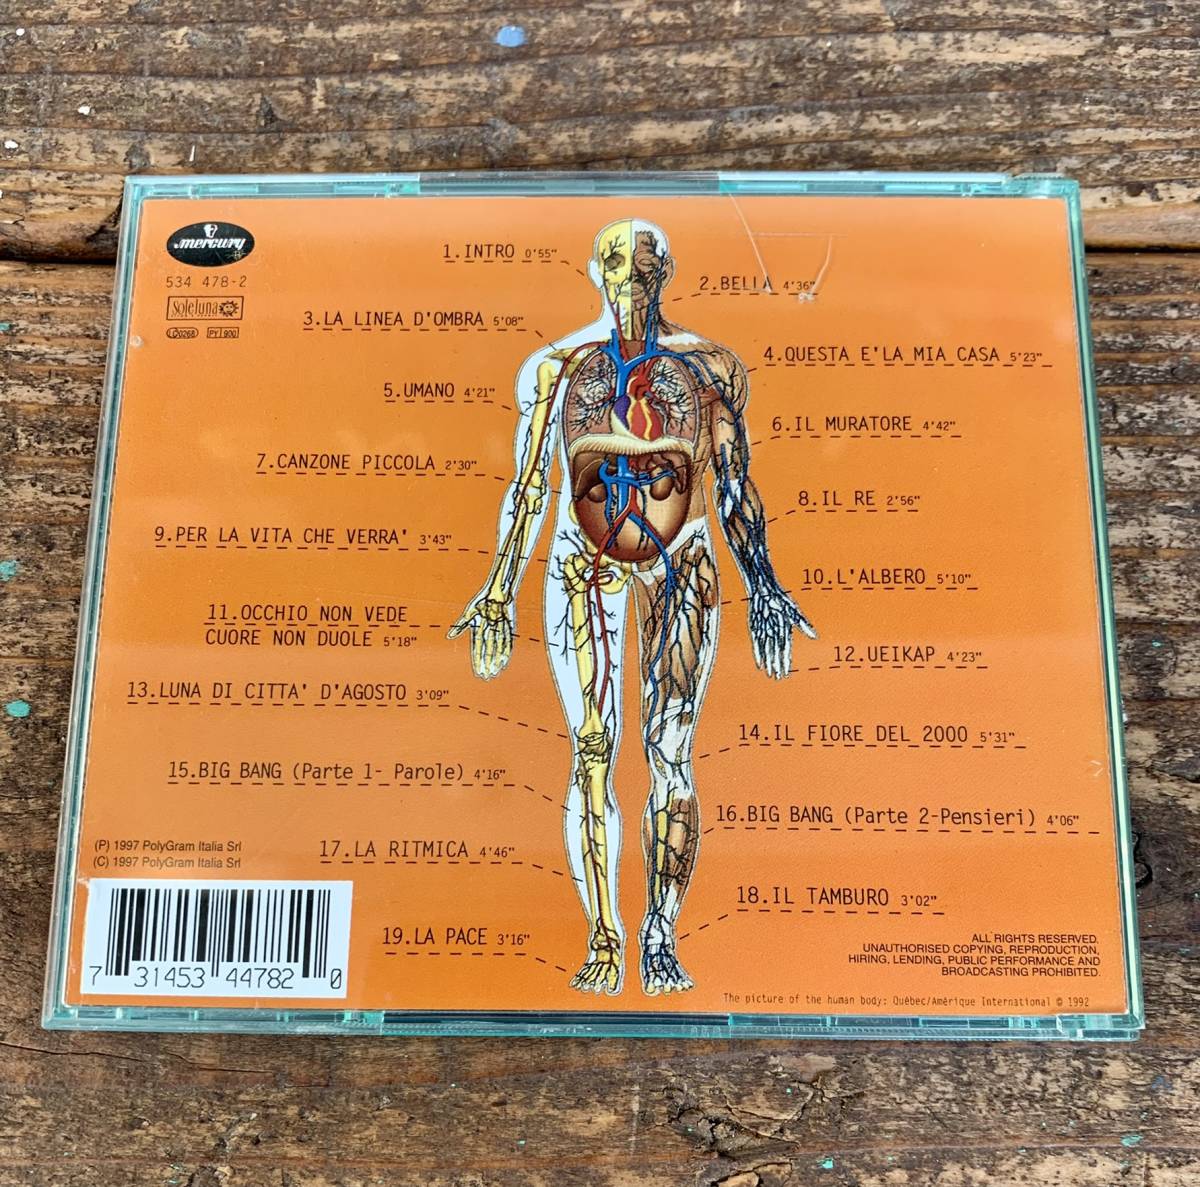 mercury
534 478-2
Soleluna
LC0268 PY 900
1.INTRO 0'55"
2.BELLA 4'36"
3.LA LINEA D'OMBRA 5'08"
4.QUESTA E'LA MIA CASA 5'23"
5.UMANO 4'21"
6.IL MURATORE 4'42"
7.CANZONE PICCOLA 2'30"
8.IL RE 2'56"
9.PER LA VITA CHE VERRA' 3'43"
10.L'ALBERO 5'10"
11.OCCHIO NON VEDE
CUORE NON DUOLE 5'18"
12.UEIKAP 4'23"
13.LUNA DI CITTA' D'AGOSTO 3'09"
14.IL FIORE DEL 2000 5'31"
15.BIG BANG (Parte 1- Parole) 4'16"
16.BIG BANG (Parte 2-Pensieri) 4'06"
17.LA RITMICA 4'46"
18.IL TAMBURO 3'02"
19.LA PACE 3'16"
(P) 1997 PolyGram Italia Srl
(C) 1997 PolyGram Italia Srl
7 31453 44782 0
ALL RIGHTS RESERVED.
UNAUTHORISED COPYING, REPRODUCTION,
HIRING, LENDING, PUBLIC PERFORMANCE AND
BROADCASTING PROHIBITED.
The picture of the human body: Québec/Amérique International © 1992